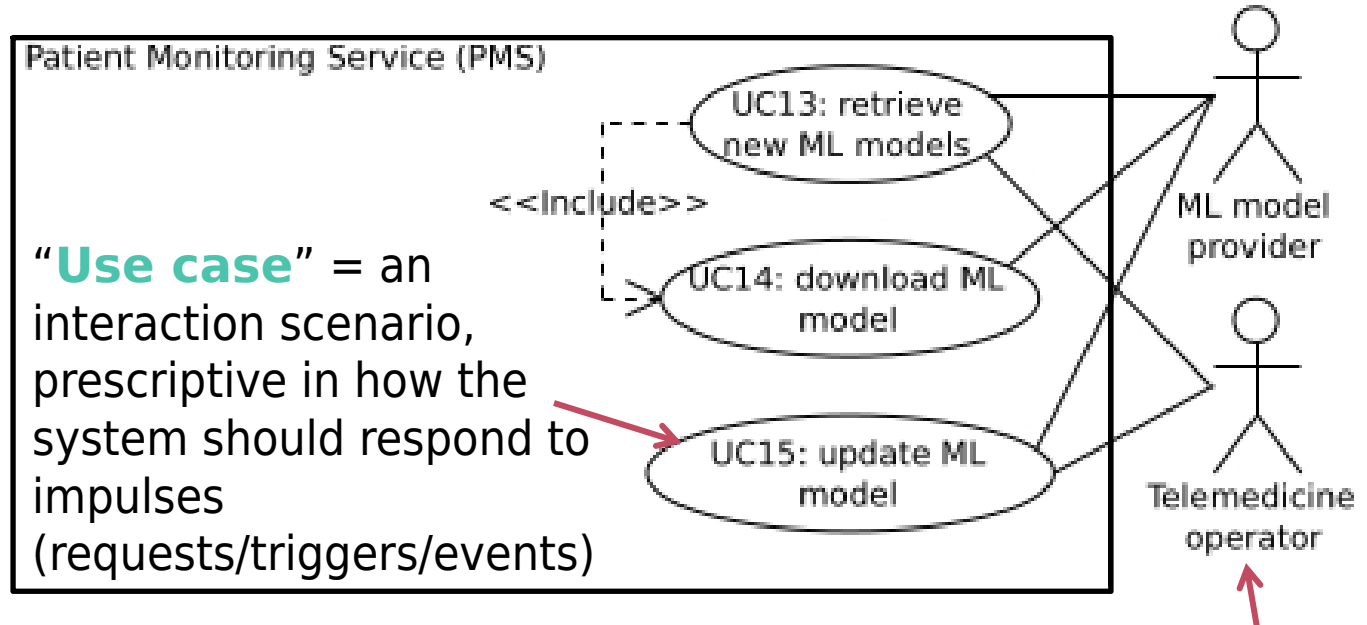 Patient Monitoring Service (PMS)
UC13: retrieve
new ML models
<<Include>>
ML model
provider
“Use case” = an
interaction scenario,
prescriptive in how the
system should respond to
impulses
(requests/triggers/events)
UC14: download ML
model
UC15: update ML
model
Telemedicine
operator